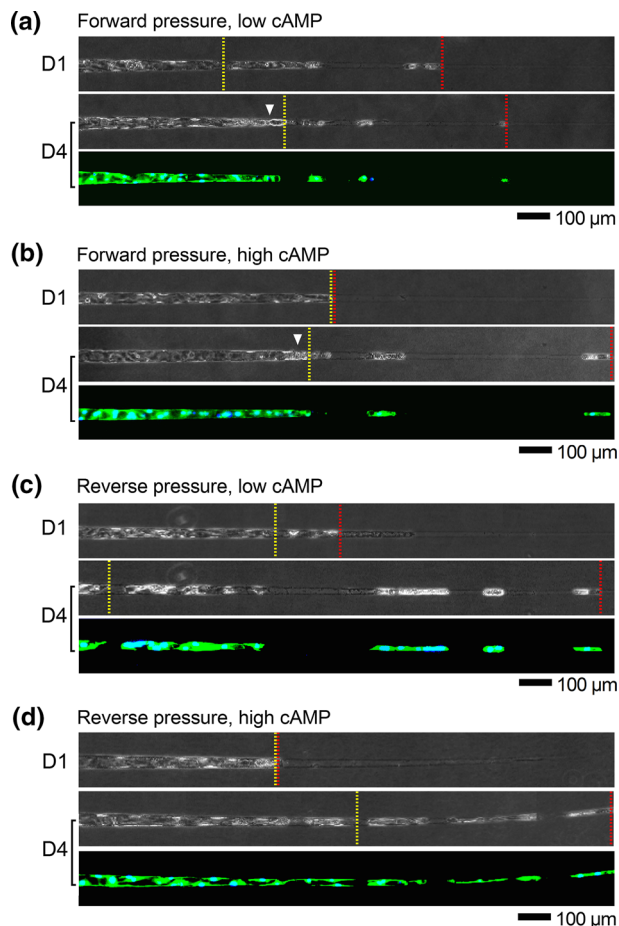 (a) Forward pressure, low cAMP
D1
D4
100 µm
(b) Forward pressure, high cAMP
D1
D4
100 µm
(c) Reverse pressure, low cAMP
D1
D4
100 µm
(d) Reverse pressure, high cAMP
D1
D4
100 µm